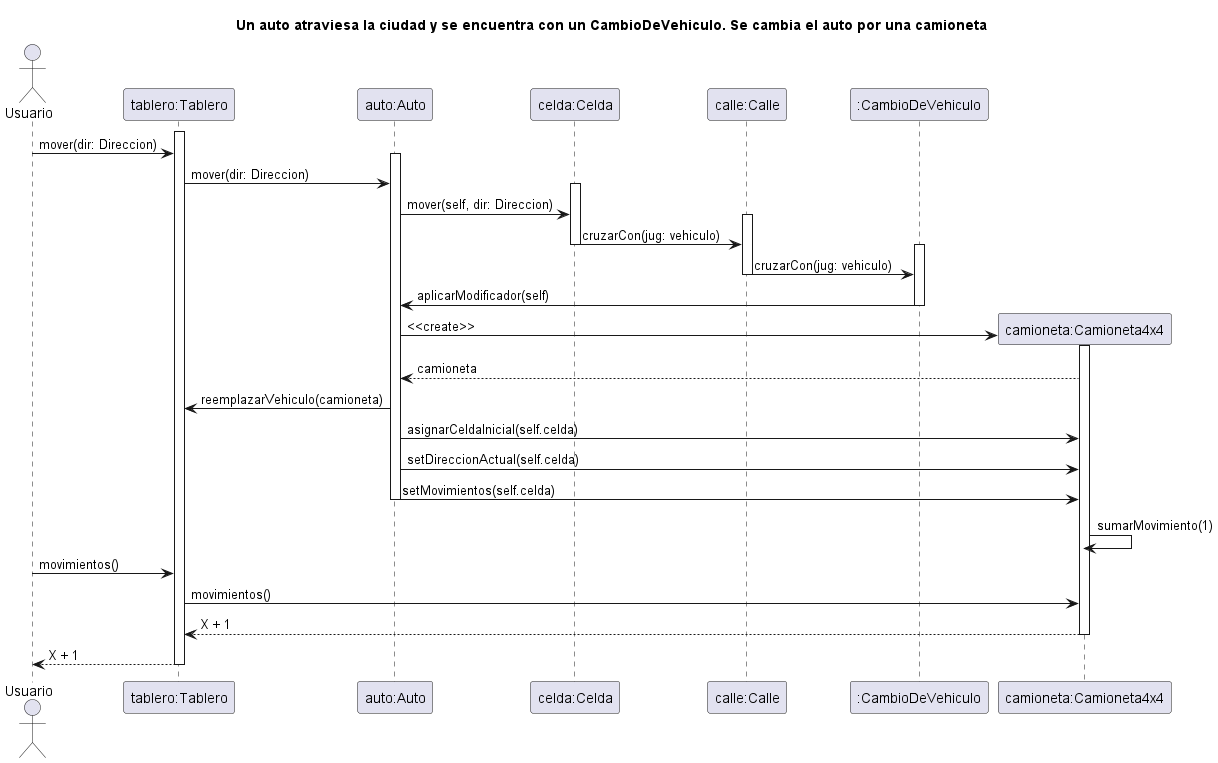 Un auto atraviesa la ciudad y se encuentra con un CambioDeVehiculo. Se cambia el auto por una camioneta
Usuario
tablero:Tablero
auto:Auto
celda:Celda
calle:Calle
:CambioDeVehiculo
mover(dir: Direccion)
mover(dir: Direccion)
mover(self, dir: Direccion)
cruzarCon(jug: vehiculo)
cruzarCon(jug: vehiculo)
aplicarModificador(self)
<<create>>
camioneta:Camioneta4x4
camioneta
reemplazarVehiculo(camioneta)
asignarCeldaInicial(self.celda)
setDireccionActual(self.celda)
setMovimientos(self.celda)
sumarMovimiento(1)
movimientos()
movimientos()
X + 1
X + 1
Usuario
tablero:Tablero
auto:Auto
celda:Celda
calle:Calle
:CambioDeVehiculo
camioneta:Camioneta4x4